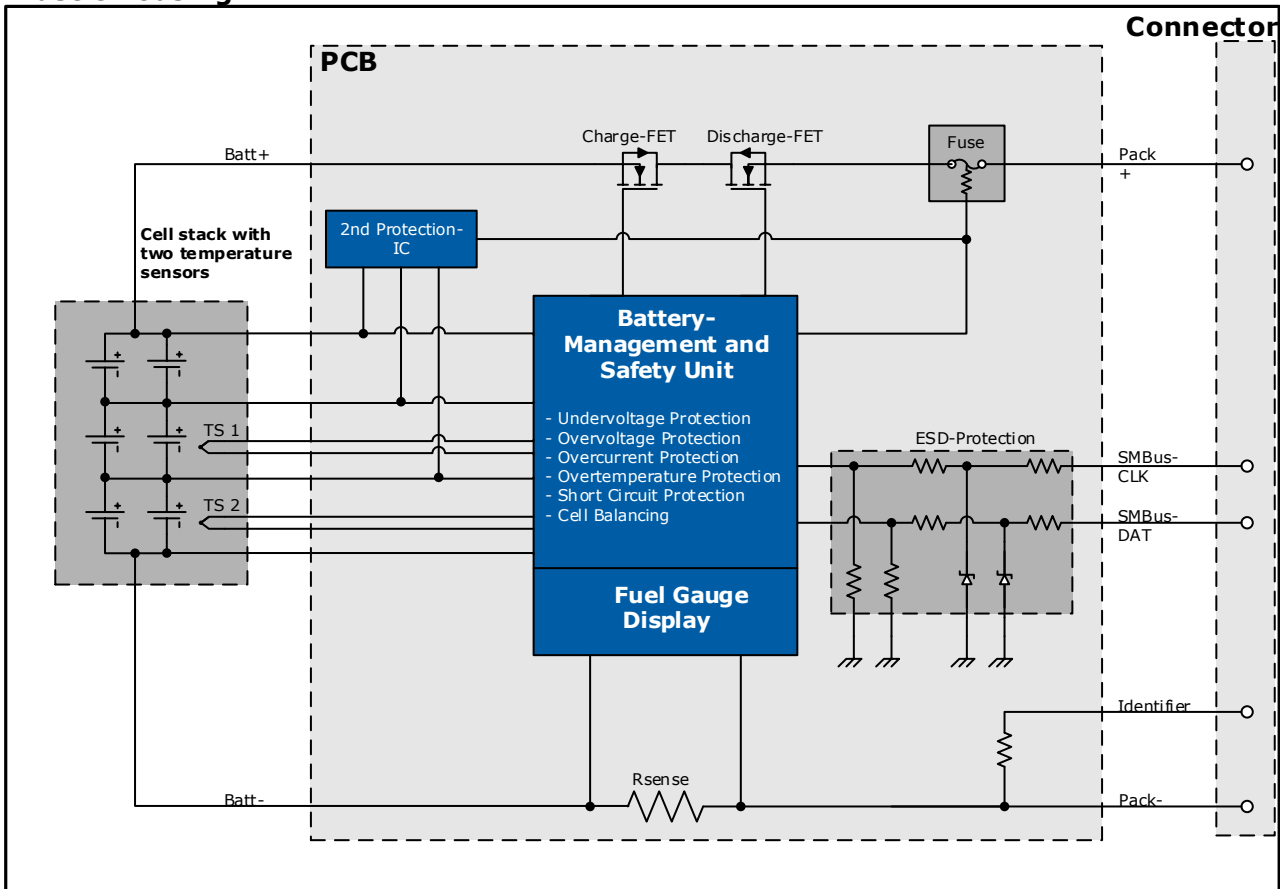 Connector
PCB
Charge-FET
Discharge-FET
Fuse
Batt+
Pack
+
2nd Protection-
IC
Cell stack with
two temperature
sensors
Battery-
Management and
Safety Unit
- Undervoltage Protection
- Overvoltage Protection
- Overcurrent Protection
- Overtemperature Protection
- Short Circuit Protection
- Cell Balancing
TS 1
TS 2
ESD-Protection
SMBus-
CLK
SMBus-
DAT
Fuel Gauge
Display
Identifier
Rsense
Batt-
Pack-